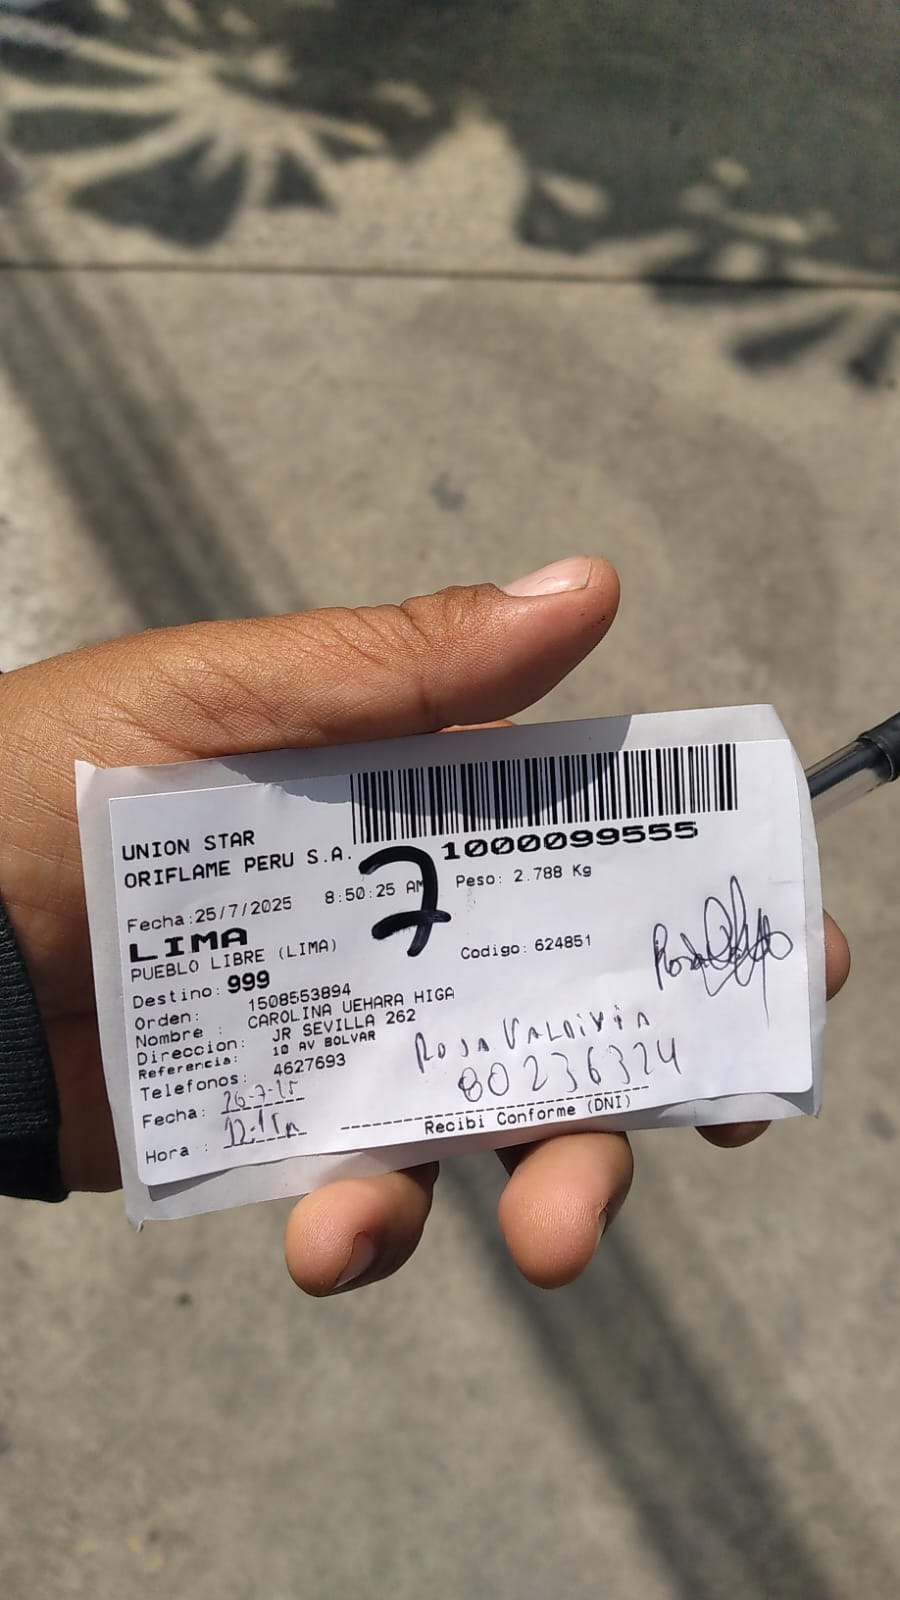 UNION STAR
ORIFLAME PERU S.A.
1000099555
7
Fecha:25/7/2025 8:50:25 AM Peso: 2.788 Kg
LIMA
PUEBLO LIBRE (LIMA) Codigo: 624851
Destino: 999
Orden: 1508553894
Nombre : CAROLINA UEHARA HIGA
Direccion: JR SEVILLA 262
Referencia: 10 AV BOLVAR
Telefonos: 4627693
Rosa Valdivia
80236324
Fecha: 26-7-25
Hora :
Recibi Conforme (DNI)